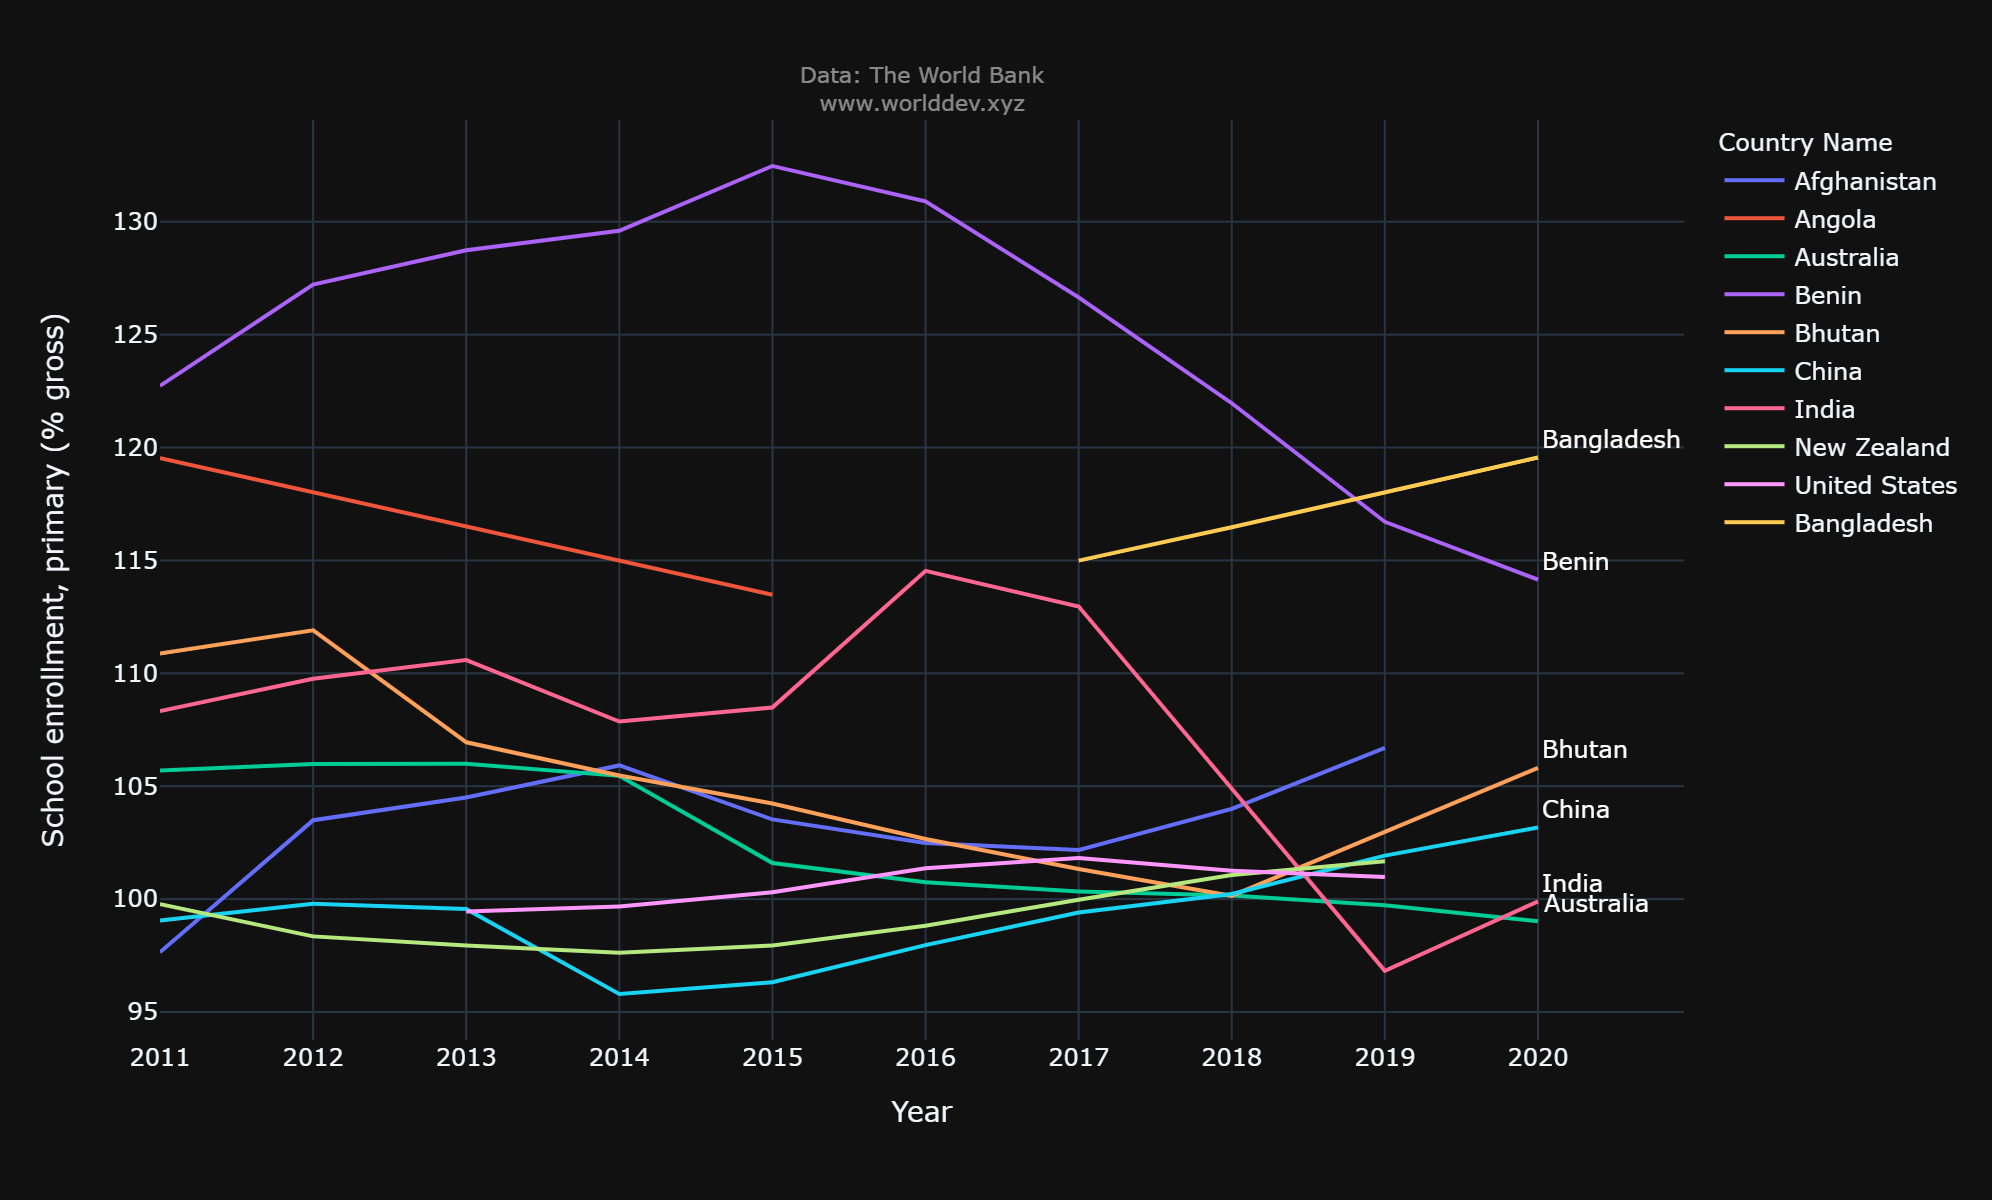 Data: The World Bank
www.worlddev.xyz
School enrollment, primary (% gross)
130
125
120
115
110
105
100
95
2011 2012 2013 2014 2015 2016 2017 2018 2019 2020
Year
Bangladesh
Benin
Bhutan
China
India
Australia
Country Name
Afghanistan
Angola
Australia
Benin
Bhutan
China
India
New Zealand
United States
Bangladesh